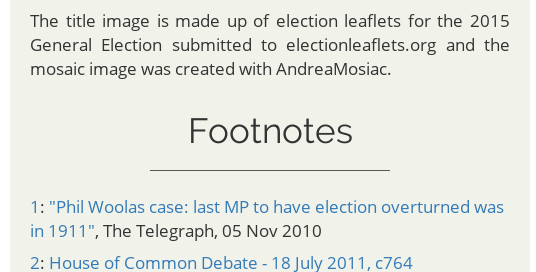 The title image is made up of election leaflets for the 2015
General Election submitted to electionleaflets.org and the
mosaic image was created with AndreaMosiac.
Footnotes
1: "Phil Woolas case: last MP to have election overturned was
in 1911", The Telegraph, 05 Nov 2010
2: House of Common Debate - 18 July 2011, c764